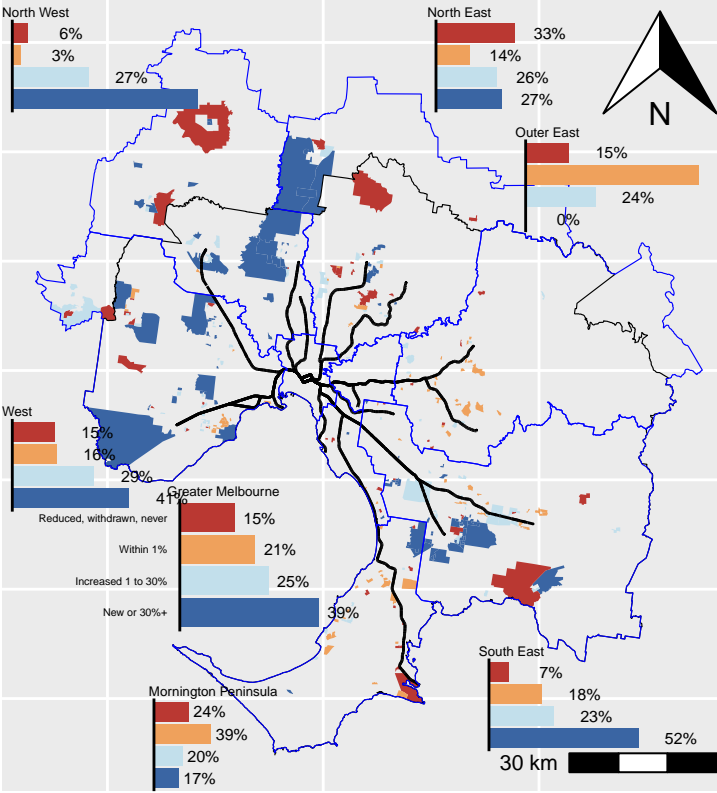 North West
6%
3%
27%
North East
33%
14%
26%
27%
N
Outer East
15%
24%
0%
West
15%
16%
29%
41%
Greater Melbourne
Reduced, withdrawn, never
15%
Within 1%
21%
Increased 1 to 30%
25%
New or 30%+
39%
South East
7%
18%
23%
52%
Mornington Peninsula
24%
39%
20%
17%
30 km